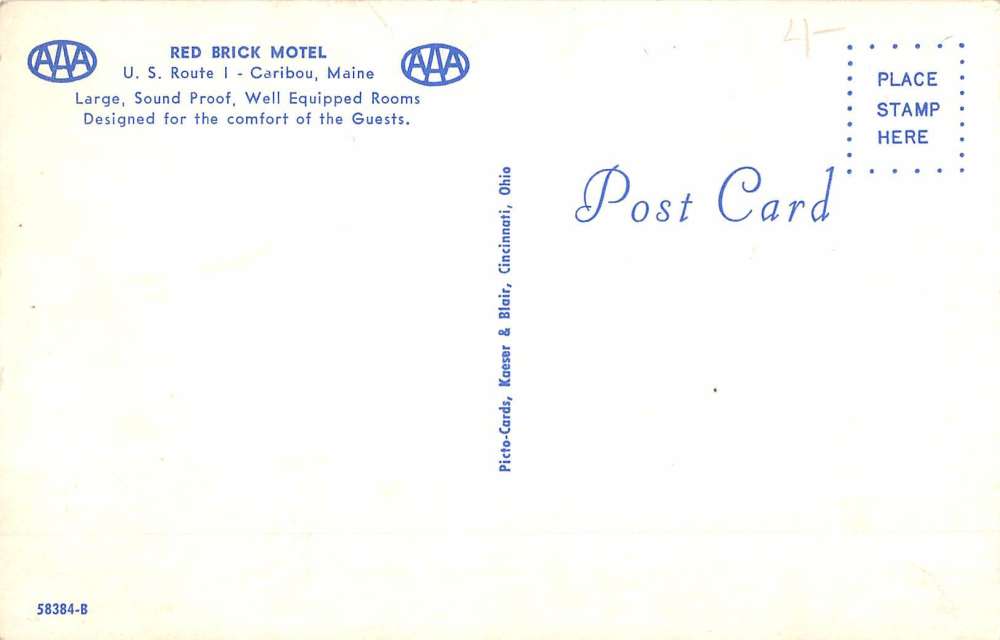 AAA
RED BRICK MOTEL
AAA
U. S. Route 1 - Caribou, Maine
Large, Sound Proof, Well Equipped Rooms
Designed for the comfort of the Guests.
4-
PLACE
STAMP
HERE
Post Card
Picto-Cards, Kaeser & Blair, Cincinnati, Ohio
58384-B